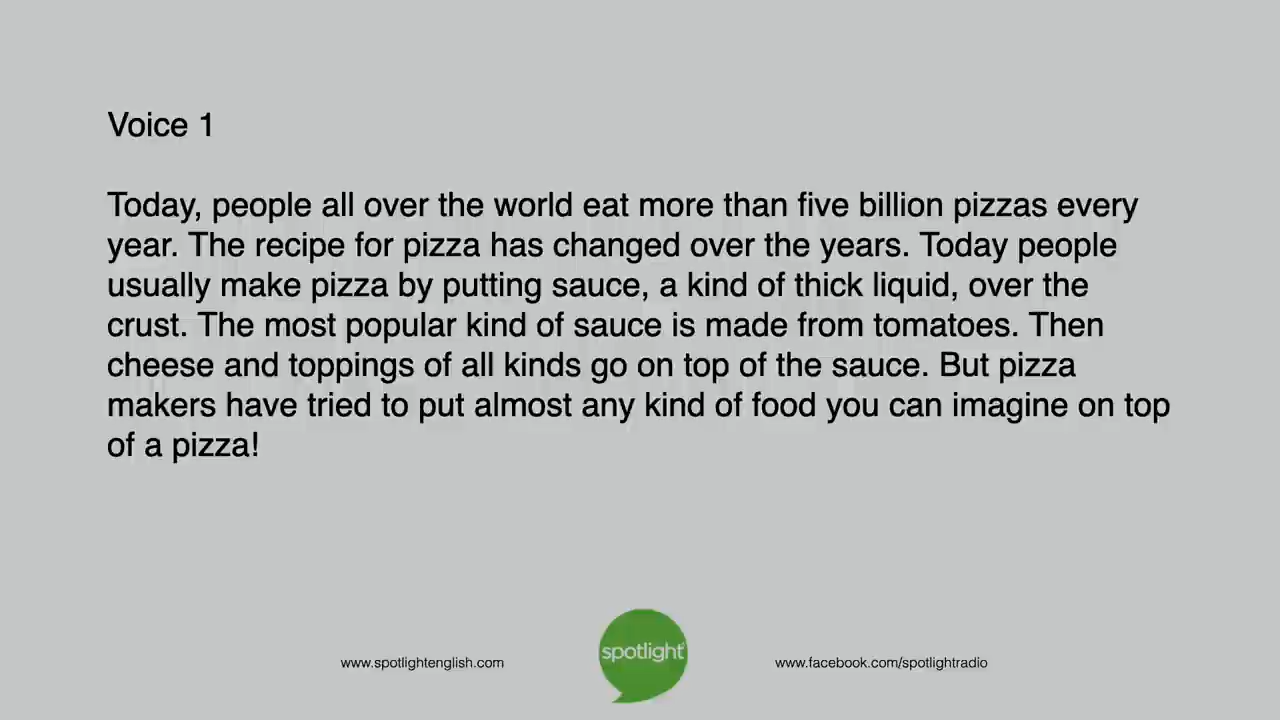 Voice 1
Today, people all over the world eat more than five billion pizzas every
year. The recipe for pizza has changed over the years. Today people
usually make pizza by putting sauce, a kind of thick liquid, over the
crust. The most popular kind of sauce is made from tomatoes. Then
cheese and toppings of all kinds go on top of the sauce. But pizza
makers have tried to put almost any kind of food you can imagine on top
of a pizza!
www.spotlightenglish.com
spotlight
www.facebook.com/spotlightradio